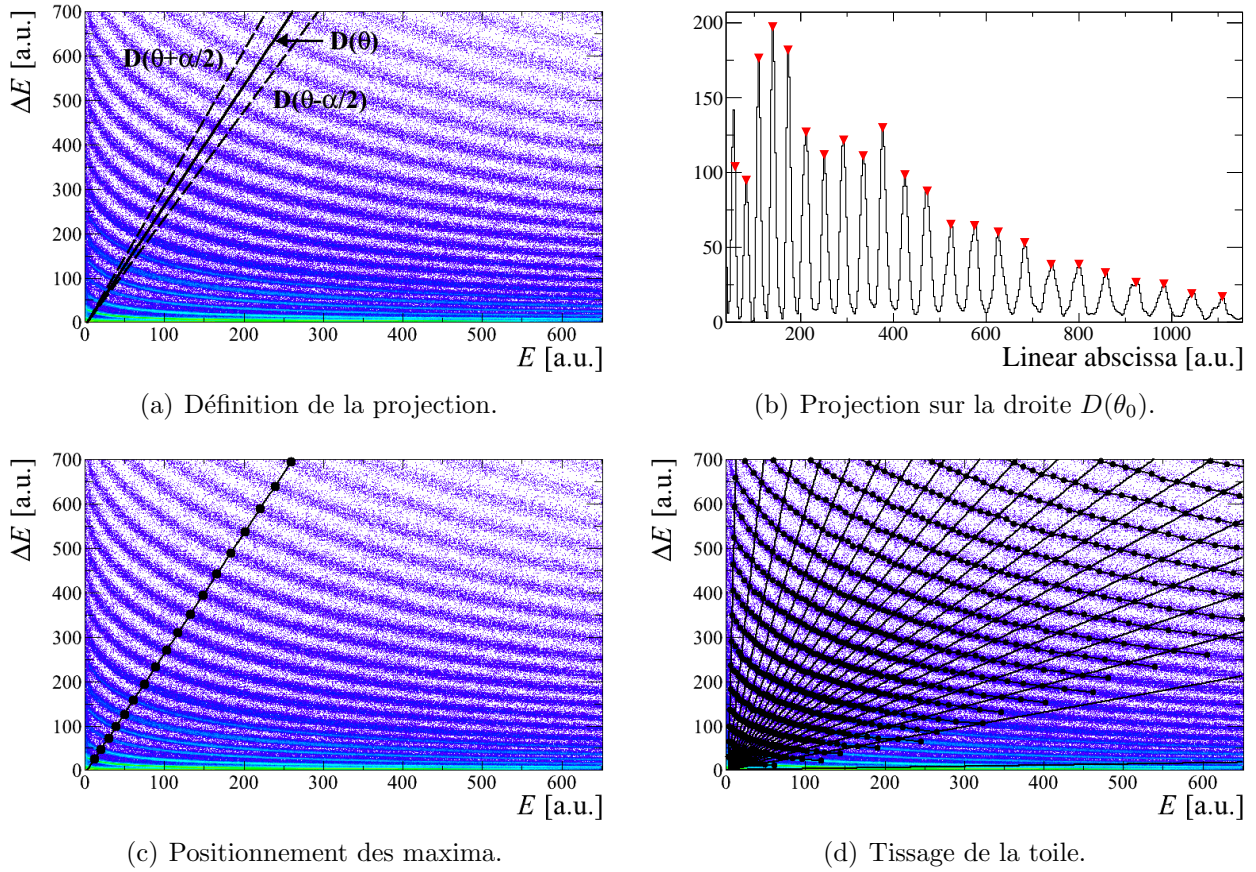 700
600
500
400
300
200
100
0
ΔE [a.u.]
D(θ+α/2)
D(θ)
D(θ-α/2)
0 100 200 300 400 500 600
E [a.u.]
(a) Définition de la projection.
200
150
100
50
0
200 400 600 800 1000
Linear abscissa [a.u.]
(b) Projection sur la droite D(θ₀).
700
600
500
400
300
200
100
0
ΔE [a.u.]
0 100 200 300 400 500 600
E [a.u.]
(c) Positionnement des maxima.
700
600
500
400
300
200
100
0
ΔE [a.u.]
0 100 200 300 400 500 600
E [a.u.]
(d) Tissage de la toile.